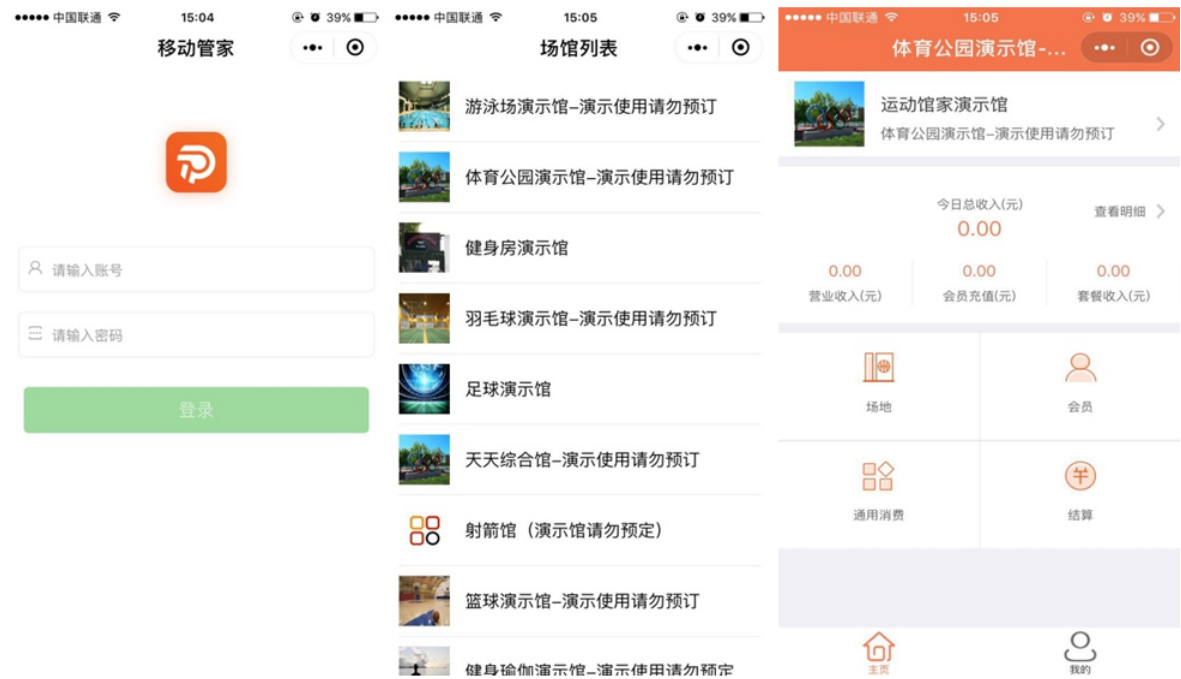 中国联通
15:04
39%
移动管家
请输入账号
请输入密码
登录
中国联通
15:05
39%
场馆列表
游泳场演示馆-演示使用请勿预订
体育公园演示馆-演示使用请勿预订
健身房演示馆
羽毛球演示馆-演示使用请勿预订
足球演示馆
天天综合馆-演示使用请勿预订
射箭馆（演示馆请勿预定）
篮球演示馆-演示使用请勿预订
健身瑜伽演示馆-演示使用请勿预定
中国联通
15:05
39%
体育公园演示馆-...
运动馆家演示馆
体育公园演示馆-演示使用请勿预订
今日总收入(元)
0.00
查看明细
0.00
0.00
0.00
营业收入(元)
会员充值(元)
套餐收入(元)
场地
会员
通用消费
结算
主页
我的